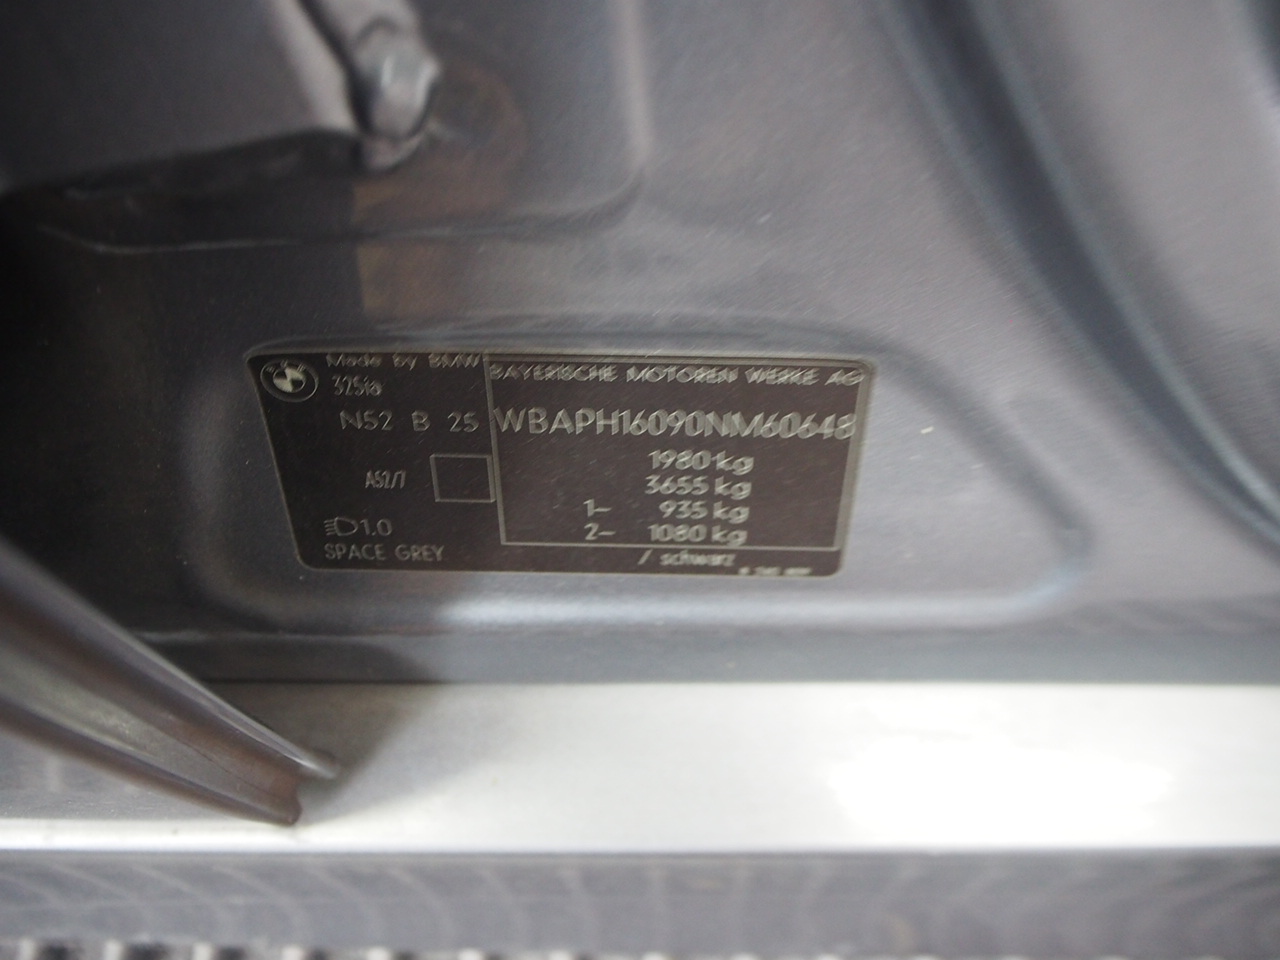 Made by BMW
325ia
N52 B 25
A52/7
1.0
SPACE GREY
BAYERISCHE MOTOREN WERKE AG
WBAPH16090NM60648
1980 kg
3655 kg
1– 935 kg
2– 1080 kg
/ schwarz